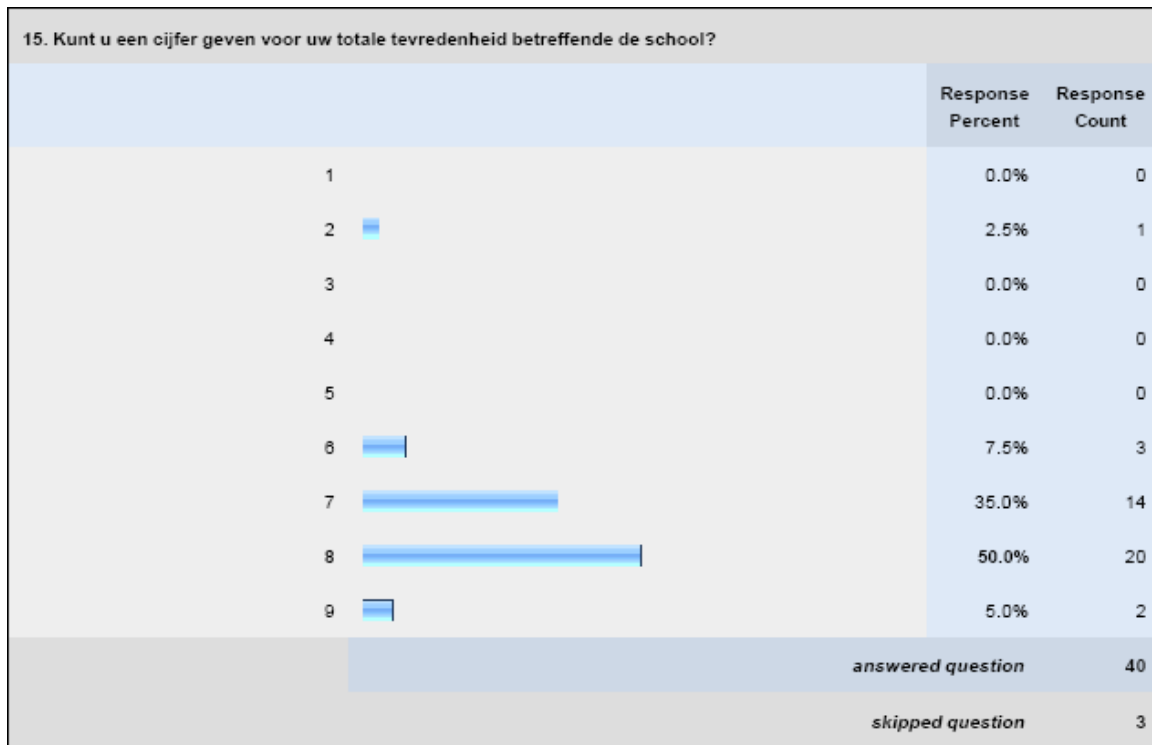 15. Kunt u een cijfer geven voor uw totale tevredenheid betreffende de school?
Response Percent Response Count
1 0.0% 0
2 2.5% 1
3 0.0% 0
4 0.0% 0
5 0.0% 0
6 7.5% 3
7 35.0% 14
8 50.0% 20
9 5.0% 2
answered question 40
skipped question 3